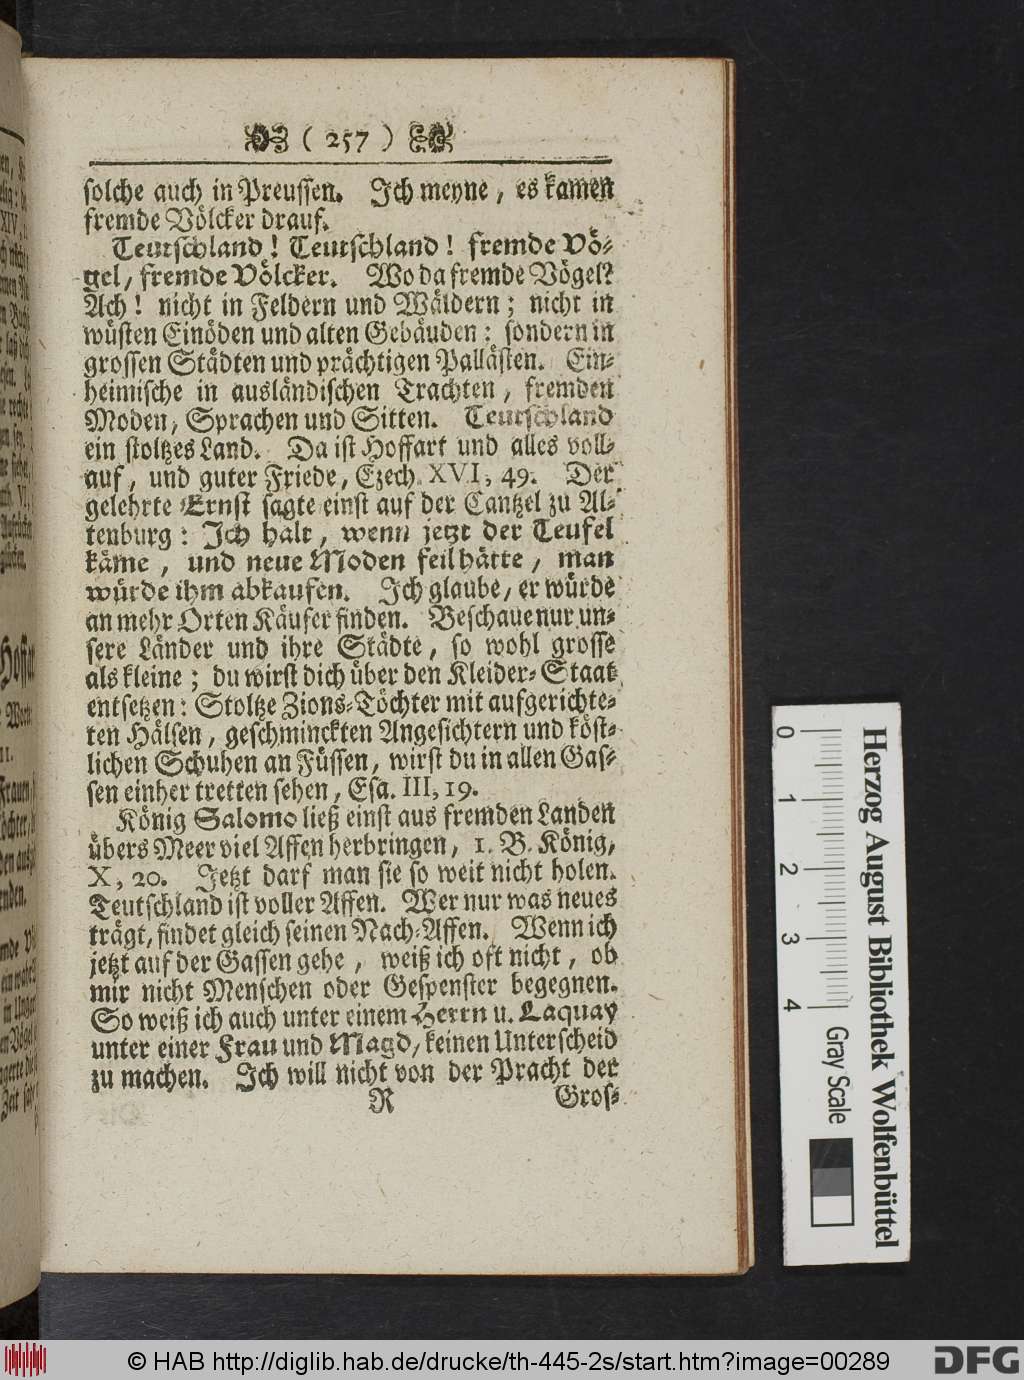 ( 257 )
solche auch in Preussen. Ich meyne, es kamen
fremde Völcker drauf.
Teutschland! Teutschland! fremde Vö-
gel, fremde Völcker. Wo da fremde Vögel?
Ach! nicht in Feldern und Wäldern; nicht in
wüsten Einöden und alten Gebäuden: sondern in
grossen Städten und prächtigen Pallästen. Ein-
heimische in ausländischen Trachten, fremden
Moden, Sprachen und Sitten. Teutschland
ein stoltzes Land. Da ist Hoffart und alles voll-
auf, und guter Friede, Ezech. XVI, 49. Der
gelehrte Ernst sagte einst auf der Cantzel zu Al-
tenburg: Ich halt, wenn jetzt der Teufel
käme, und neue Moden feil hätte, man
würde ihm abkaufen. Ich glaube, er würde
an mehr Orten Käufer finden. Beschaue nur un-
sere Länder und ihre Städte, so wohl grosse
als kleine; du wirst dich über den Kleider-Staat
entsetzen: Stoltze Zions-Töchter mit aufgerichte-
ten Hälsen, geschminckten Angesichtern und köst-
lichen Schuhen an Füssen, wirst du in allen Gas-
sen einher tretten sehen, Esa. III, 19.
König Salomo ließ einst aus fremden Landen
übers Meer viel Affen herbringen, 1. B. König,
X, 20. Jetzt darf man sie so weit nicht holen.
Teutschland ist voller Affen. Wer nur was neues
trägt, findet gleich seinen Nach-Affen. Wenn ich
jetzt auf der Gassen gehe, weiß ich oft nicht, ob
mir nicht Menschen oder Gespenster begegnen.
So weiß ich auch unter einem Herrn u. Laquay
unter einer Frau und Magd, keinen Unterscheid
zu machen. Ich will nicht von der Pracht der
R Gros-
0 1 2 3 4
Gray Scale
Herzog August Bibliothek Wolfenbüttel
© HAB http://diglib.hab.de/drucke/th-445-2s/start.htm?image=00289
DFG